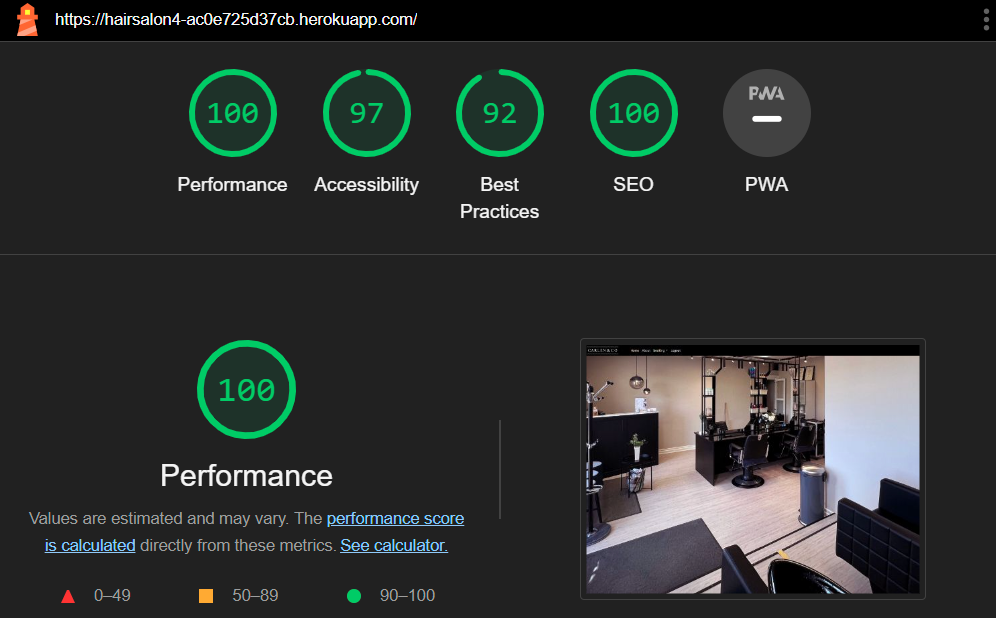 https://hairsalon4-ac0e725d37cb.herokuapp.com/
100
97
92
100
PWA
Performance
Accessibility
Best
Practices
SEO
PWA
100
Performance
Values are estimated and may vary. The performance score
is calculated directly from these metrics. See calculator.
0–49
50–89
90–100